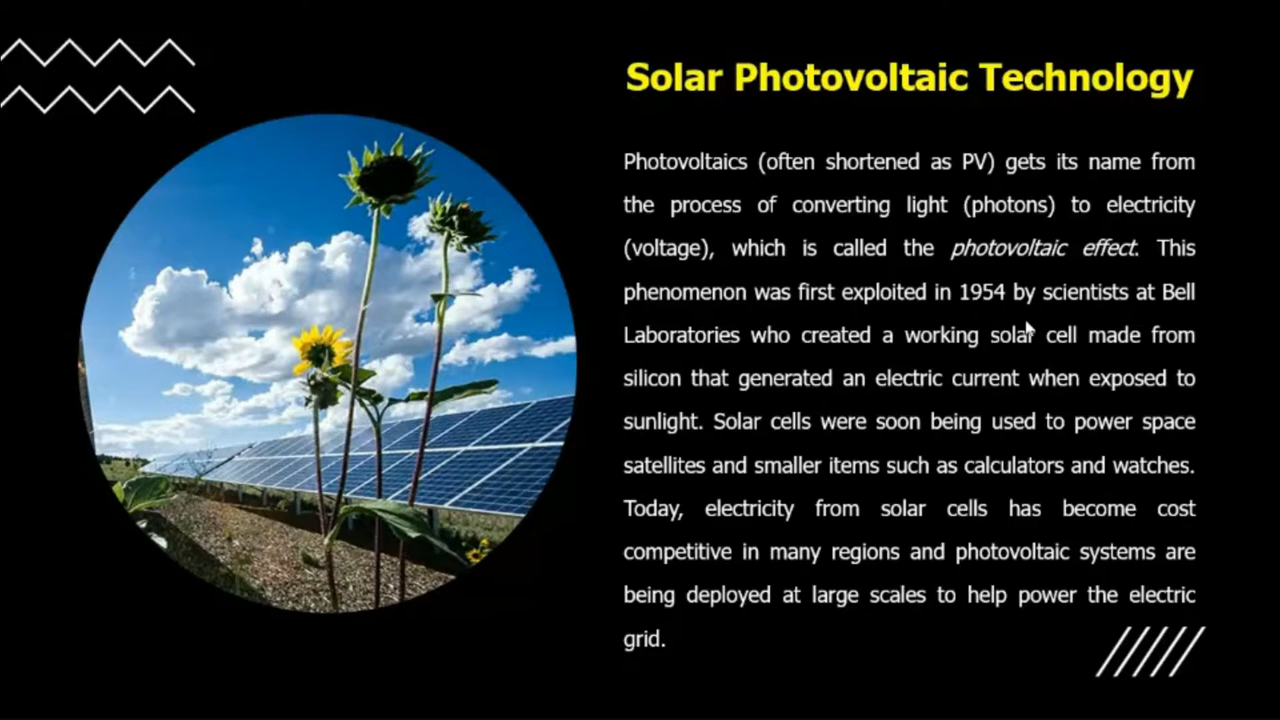 Solar Photovoltaic Technology
Photovoltaics (often shortened as PV) gets its name from
the process of converting light (photons) to electricity
(voltage), which is called the photovoltaic effect. This
phenomenon was first exploited in 1954 by scientists at Bell
Laboratories who created a working solar cell made from
silicon that generated an electric current when exposed to
sunlight. Solar cells were soon being used to power space
satellites and smaller items such as calculators and watches.
Today, electricity from solar cells has become cost
competitive in many regions and photovoltaic systems are
being deployed at large scales to help power the electric
grid.